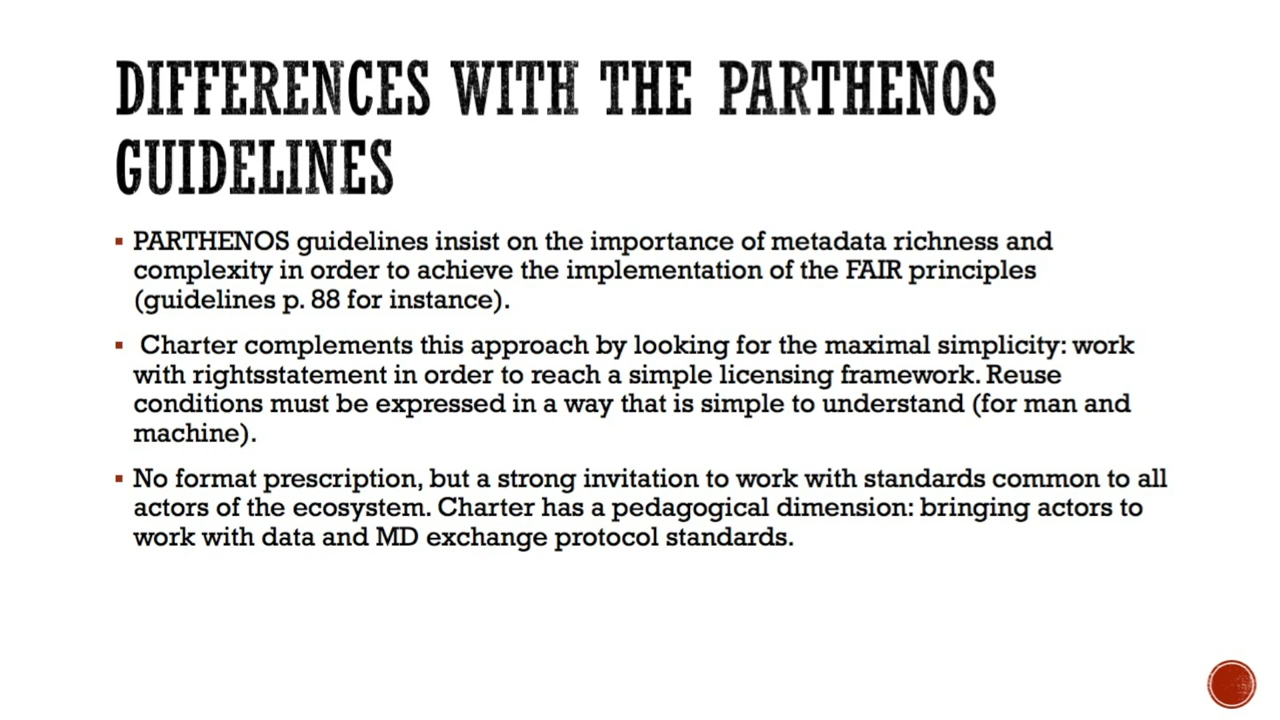 DIFFERENCES WITH THE PARTHENOS
GUIDELINES
▪ PARTHENOS guidelines insist on the importance of metadata richness and
complexity in order to achieve the implementation of the FAIR principles
(guidelines p. 88 for instance).
▪ Charter complements this approach by looking for the maximal simplicity: work
with rightsstatement in order to reach a simple licensing framework. Reuse
conditions must be expressed in a way that is simple to understand (for man and
machine).
▪ No format prescription, but a strong invitation to work with standards common to all
actors of the ecosystem. Charter has a pedagogical dimension: bringing actors to
work with data and MD exchange protocol standards.